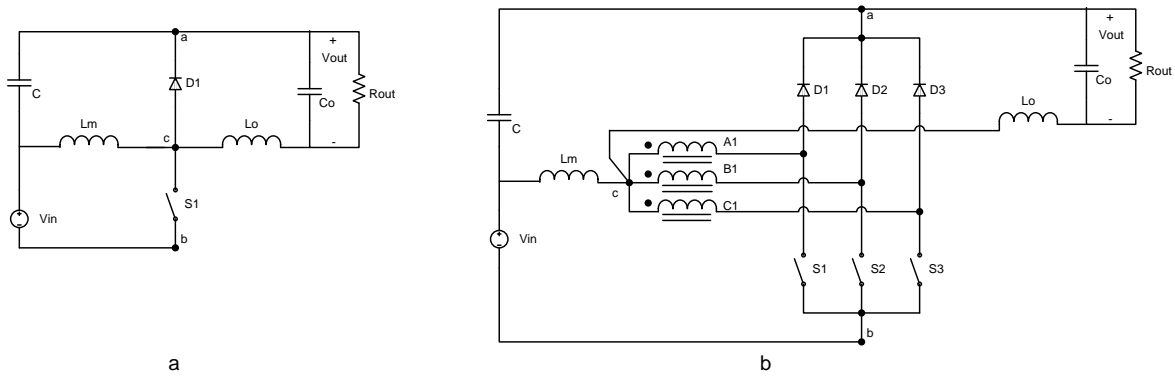 a
+
Vout
-
C
D1
Co
Rout
Lm
c
Lo
S1
Vin
b
a
a
+
Vout
-
C
D1
D2
D3
Co
Rout
Lo
A1
Lm
B1
c
C1
Vin
S1
S2
S3
b
b